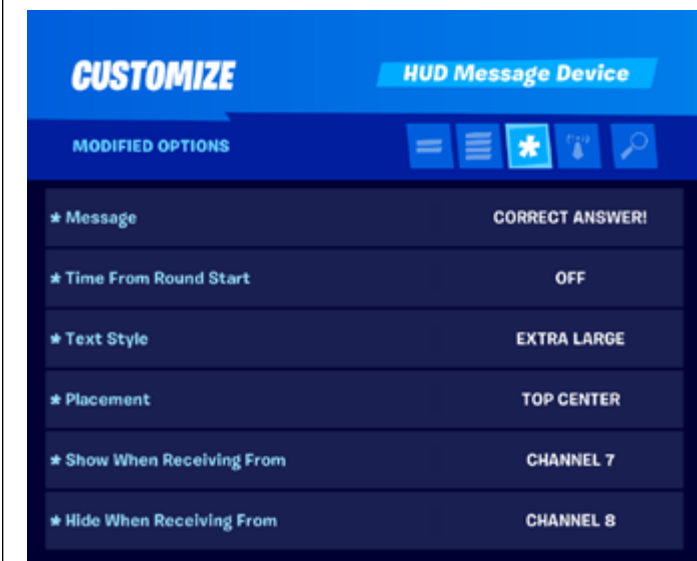 CUSTOMIZE
HUD Message Device
MODIFIED OPTIONS
* Message CORRECT ANSWER!
* Time From Round Start OFF
* Text Style EXTRA LARGE
* Placement TOP CENTER
* Show When Receiving From CHANNEL 7
* Hide When Receiving From CHANNEL 8